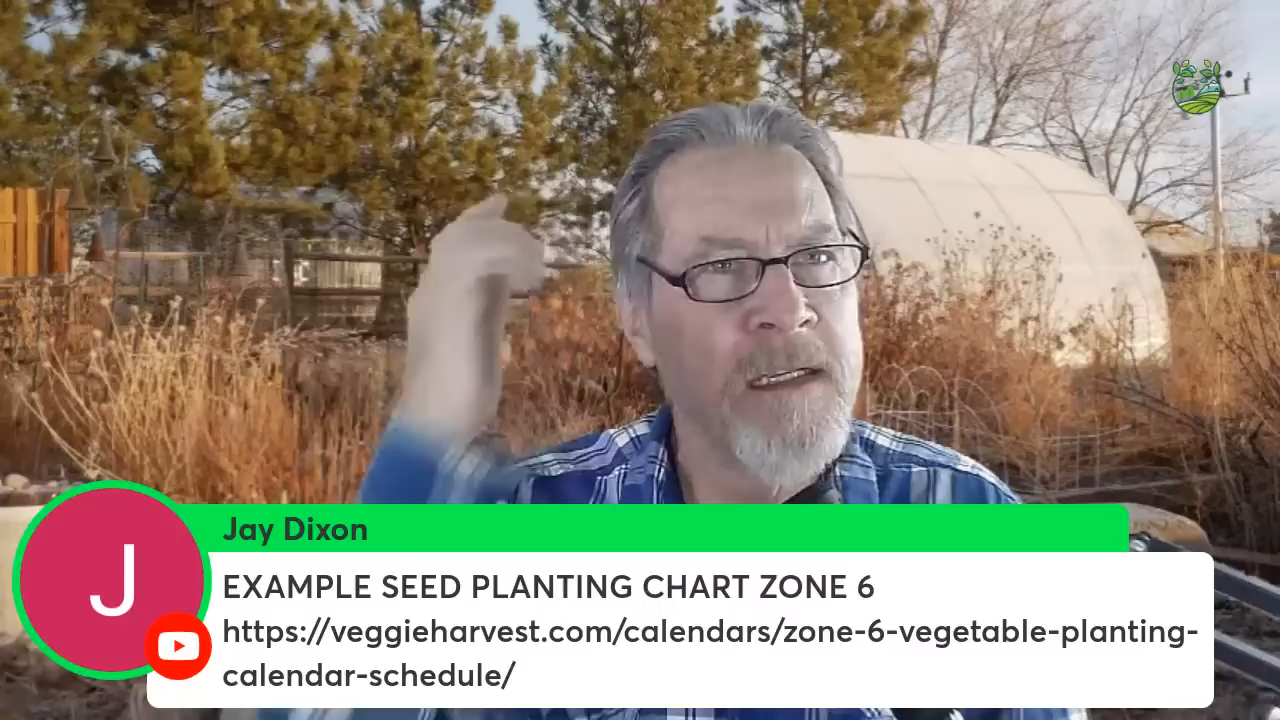 Jay Dixon
J
EXAMPLE SEED PLANTING CHART ZONE 6
https://veggieharvest.com/calendars/zone-6-vegetable-planting-
calendar-schedule/